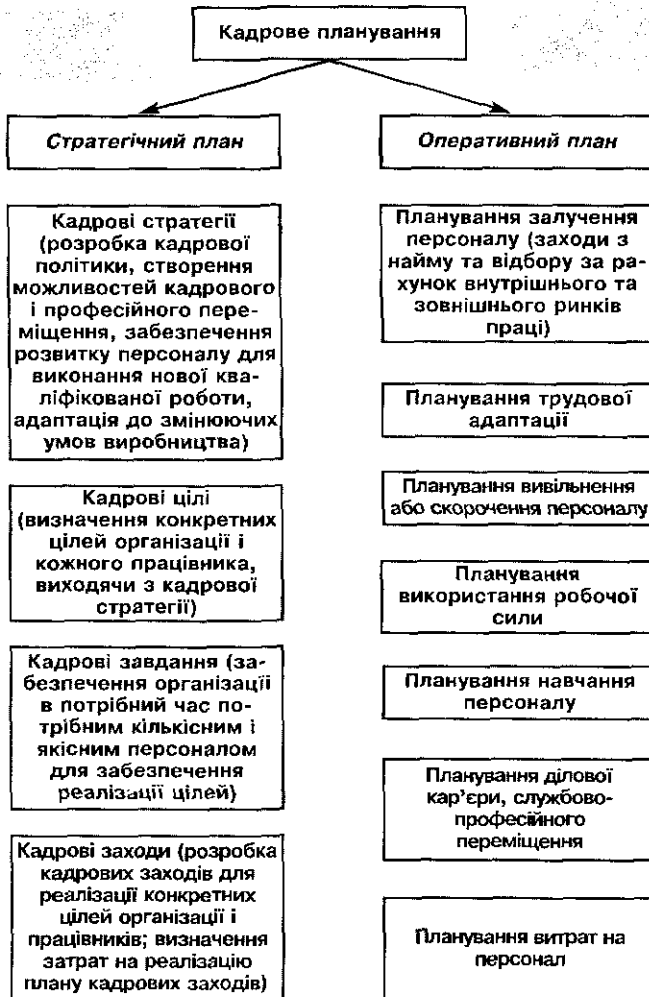 Кадрове планування
Стратегічний план
Кадрові стратегії
(розробка кадрової
політики, створення
можливостей кадрового
і професійного пере-
міщення, забезпечення
розвитку персоналу для
виконання нової ква-
ліфікованої роботи,
адаптація до змінюючих
умов виробництва)
Кадрові цілі
(визначення конкретних
цілей організації і
кожного працівника,
виходячи з кадрової
стратегії)
Кадрові завдання (за-
безпечення організації
в потрібний час по-
трібним кількісним і
якісним персоналом
для забезпечення
реалізації цілей)
Кадрові заходи (розробка
кадрових заходів для
реалізації конкретних
цілей організації і
працівників; визначення
затрат на реалізацію
плану кадрових заходів)
Оперативний план
Планування залучення
персоналу (заходи з
найму та відбору за ра-
хунок внутрішнього та
зовнішнього ринків
праці)
Планування трудової
адаптації
Планування вивільнення
або скорочення персоналу
Планування
використання робочої
сили
Планування навчання
персоналу
Планування ділової
кар’єри, службово-
професійного
переміщення
Планування витрат на
персонал